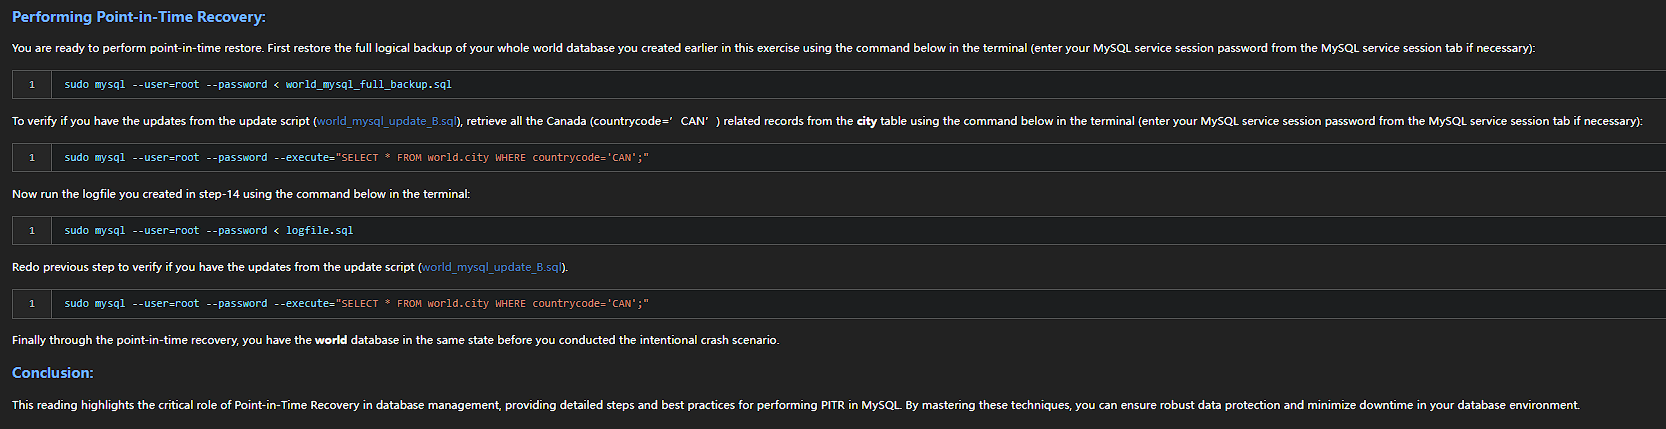 Performing Point-in-Time Recovery:
You are ready to perform point-in-time restore. First restore the full logical backup of your whole world database you created earlier in this exercise using the command below in the terminal (enter your MySQL service session password from the MySQL service session tab if necessary):
1 sudo mysql --user=root --password < world_mysql_full_backup.sql
To verify if you have the updates from the update script (world_mysql_update_B.sql), retrieve all the Canada (countrycode=’CAN’) related records from the city table using the command below in the terminal (enter your MySQL service session password from the MySQL service session tab if necessary):
1 sudo mysql --user=root --password --execute="SELECT * FROM world.city WHERE countrycode='CAN';"
Now run the logfile you created in step-14 using the command below in the terminal:
1 sudo mysql --user=root --password < logfile.sql
Redo previous step to verify if you have the updates from the update script (world_mysql_update_B.sql).
1 sudo mysql --user=root --password --execute="SELECT * FROM world.city WHERE countrycode='CAN';"
Finally through the point-in-time recovery, you have the world database in the same state before you conducted the intentional crash scenario.
Conclusion:
This reading highlights the critical role of Point-in-Time Recovery in database management, providing detailed steps and best practices for performing PITR in MySQL. By mastering these techniques, you can ensure robust data protection and minimize downtime in your database environment.